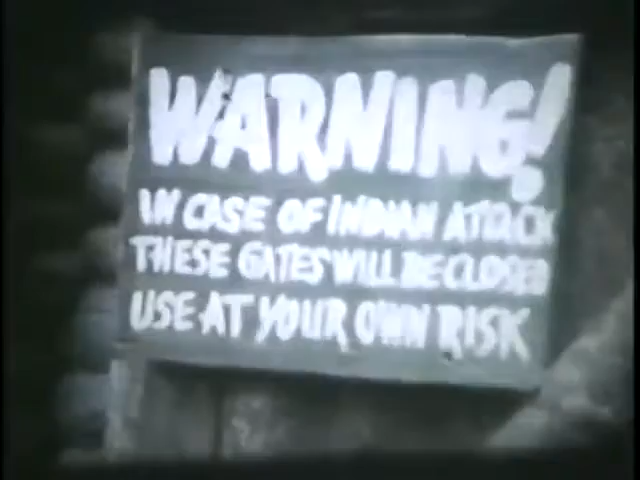 WARNING!
IN CASE OF INDIAN ATTACK
THESE GATES WILL BE CLOSED
USE AT YOUR OWN RISK